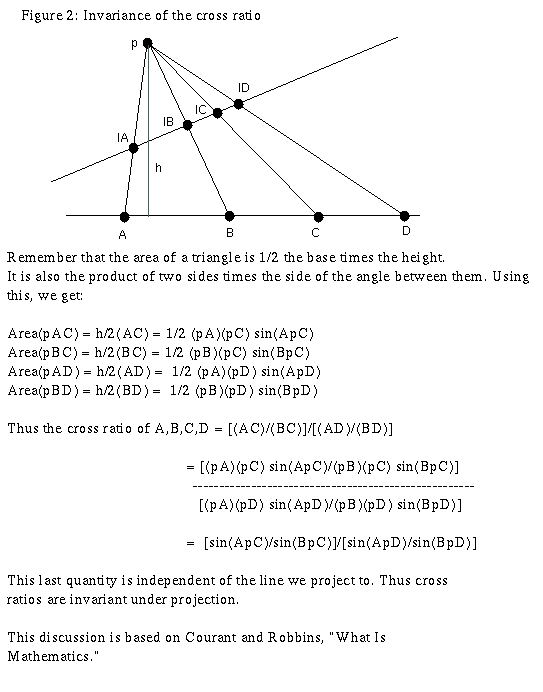 Figure 2: Invariance of the cross ratio
p
ID
IC
IB
IA
h
A B C D
Remember that the area of a triangle is 1/2 the base times the height.
It is also the product of two sides times the side of the angle between them. Using
this, we get:
Area(pAC) = h/2(AC) = 1/2 (pA)(pC) sin(ApC)
Area(pBC) = h/2(BC) = 1/2 (pB)(pC) sin(BpC)
Area(pAD) = h/2(AD) = 1/2 (pA)(pD) sin(ApD)
Area(pBD) = h/2(BD) = 1/2 (pB)(pD) sin(BpD)
Thus the cross ratio of A,B,C,D = [(AC)/(BC)]/[(AD)/(BD)]
= [(pA)(pC) sin(ApC)/(pB)(pC) sin(BpC)]
------------------------------------------------------
[(pA)(pD) sin(ApD)/(pB)(pD) sin(BpD)]
= [sin(ApC)/sin(BpC)]/[sin(ApD)/sin(BpD)]
This last quantity is independent of the line we project to. Thus cross
ratios are invariant under projection.
This discussion is based on Courant and Robbins, "What Is
Mathematics."